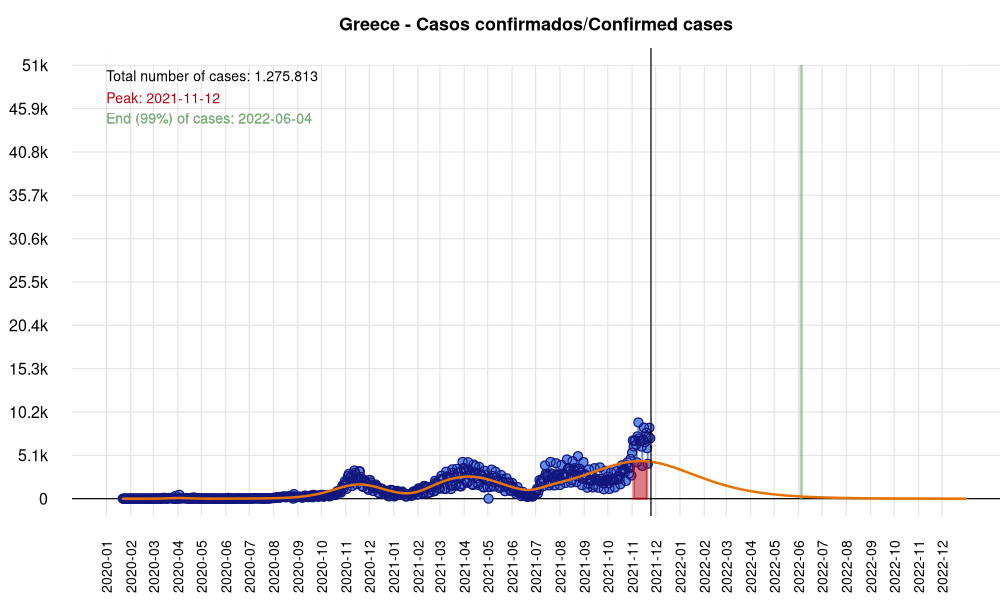 Greece - Casos confirmados/Confirmed cases
Total number of cases: 1.275.813
Peak: 2021-11-12
End (99%) of cases: 2022-06-04
51k
45.9k
40.8k
35.7k
30.6k
25.5k
20.4k
15.3k
10.2k
5.1k
0
2020-01
2020-02
2020-03
2020-04
2020-05
2020-06
2020-07
2020-08
2020-09
2020-10
2020-11
2020-12
2021-01
2021-02
2021-03
2021-04
2021-05
2021-06
2021-07
2021-08
2021-09
2021-10
2021-11
2021-12
2022-01
2022-02
2022-03
2022-04
2022-05
2022-06
2022-07
2022-08
2022-09
2022-10
2022-11
2022-12